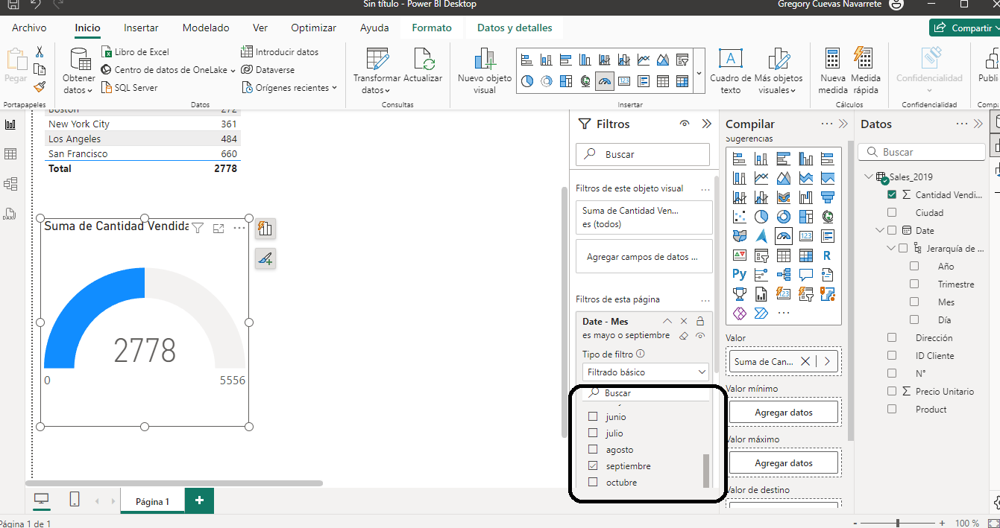 Sin título - Power BI Desktop
Gregory Cuevas Navarrete
Archivo Inicio Insertar Modelado Ver Optimizar Ayuda Formato Datos y detalles
Compartir
Pegar
Portapapeles
Obtener datos
Libro de Excel
Centro de datos de OneLake
SQL Server
Introducir datos
Dataverse
Orígenes recientes
Datos
Transformar datos
Actualizar
Consultas
Nuevo objeto visual
Cuadro de texto
Más objetos visuales
Insertar
Nueva medida
Medida rápida
Cálculos
Confidencialidad
Confidencialidad
Publi
Comp
Boston 272
New York City 361
Los Angeles 484
San Francisco 660
Total 2778
Suma de Cantidad Vendida
2778
0 5556
Filtros
Buscar
Filtros de este objeto visual
Suma de Cantidad Ven...
es (todos)
Agregar campos de datos ...
Filtros de esta página
Date - Mes
es mayo o septiembre
Tipo de filtro
Filtrado básico
Buscar
junio
julio
agosto
septiembre
octubre
Compilar
Sugerencias
123
R
Py
Valor
Suma de Can...
Valor mínimo
Agregar datos
Valor máximo
Agregar datos
Valor de destino
Datos
Buscar
Sales_2019
Cantidad Vendi...
Ciudad
Date
Jerarquía de ...
Año
Trimestre
Mes
Día
Dirección
ID Cliente
N°
Precio Unitario
Product
DAX
Página 1
Página 1 de 1
- + 100 %